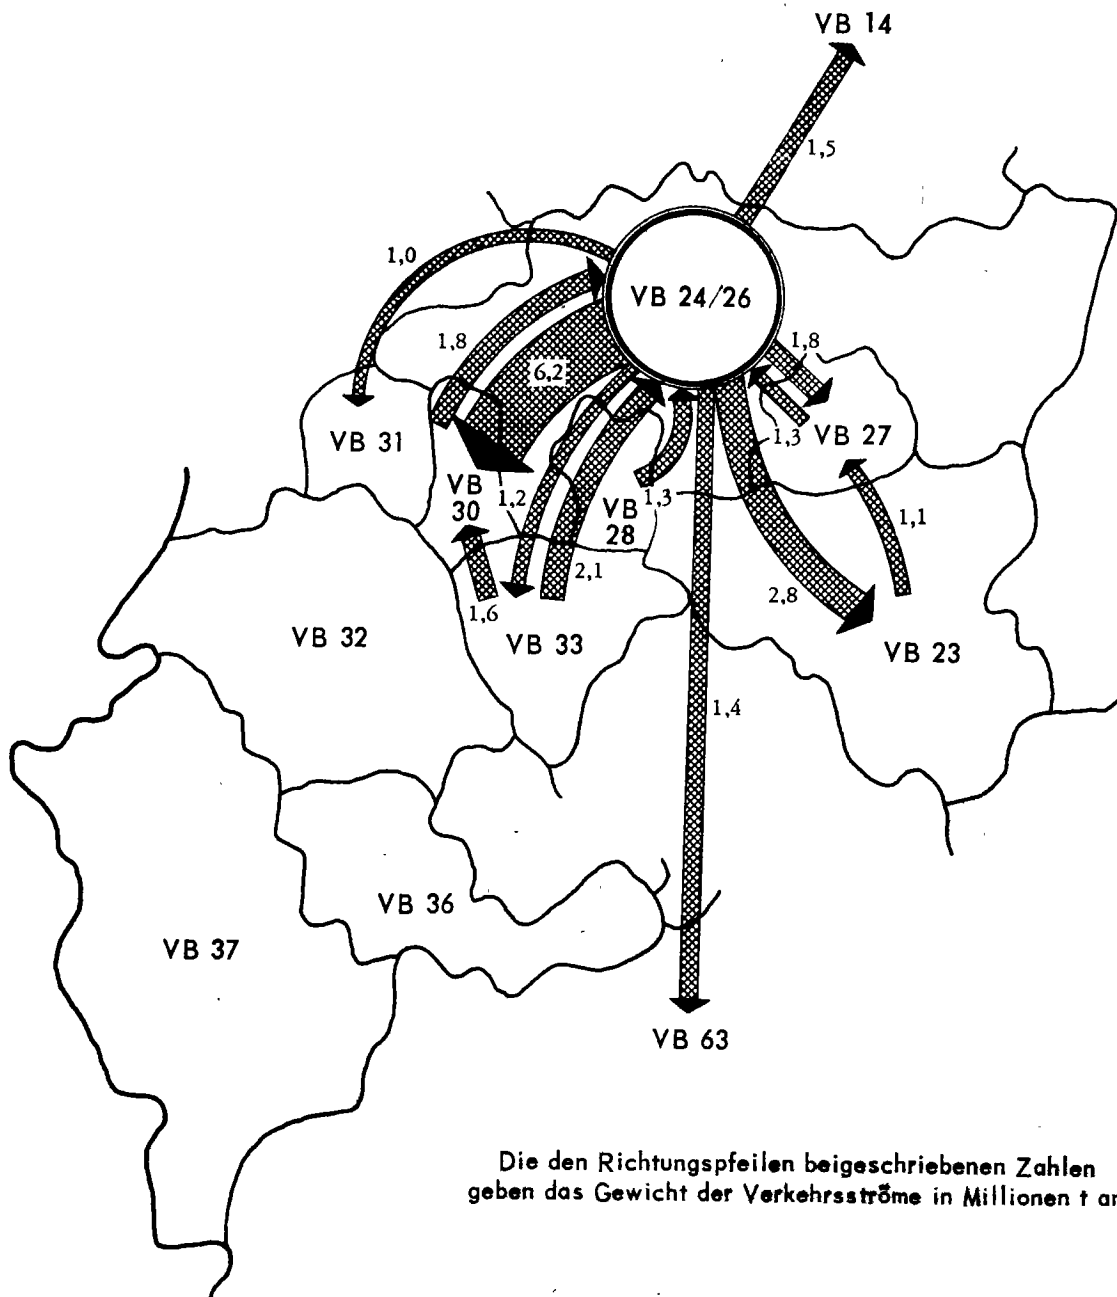 VB 14
1,5
1,0
VB 24/26
1,8
1,8
6,2
VB 31
1,3
VB 27
VB
30
1,2
1,3
VB
28
1,1
2,1
2,8
1,6
VB 32
VB 33
VB 23
1,4
VB 36
VB 37
VB 63
Die den Richtungspfeilen beigeschriebenen Zahlen
geben das Gewicht der Verkehrsströme in Millionen t an